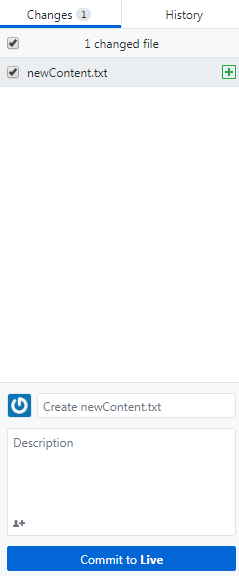 Changes 1
History
1 changed file
newContent.txt
Create newContent.txt
Description
Commit to Live